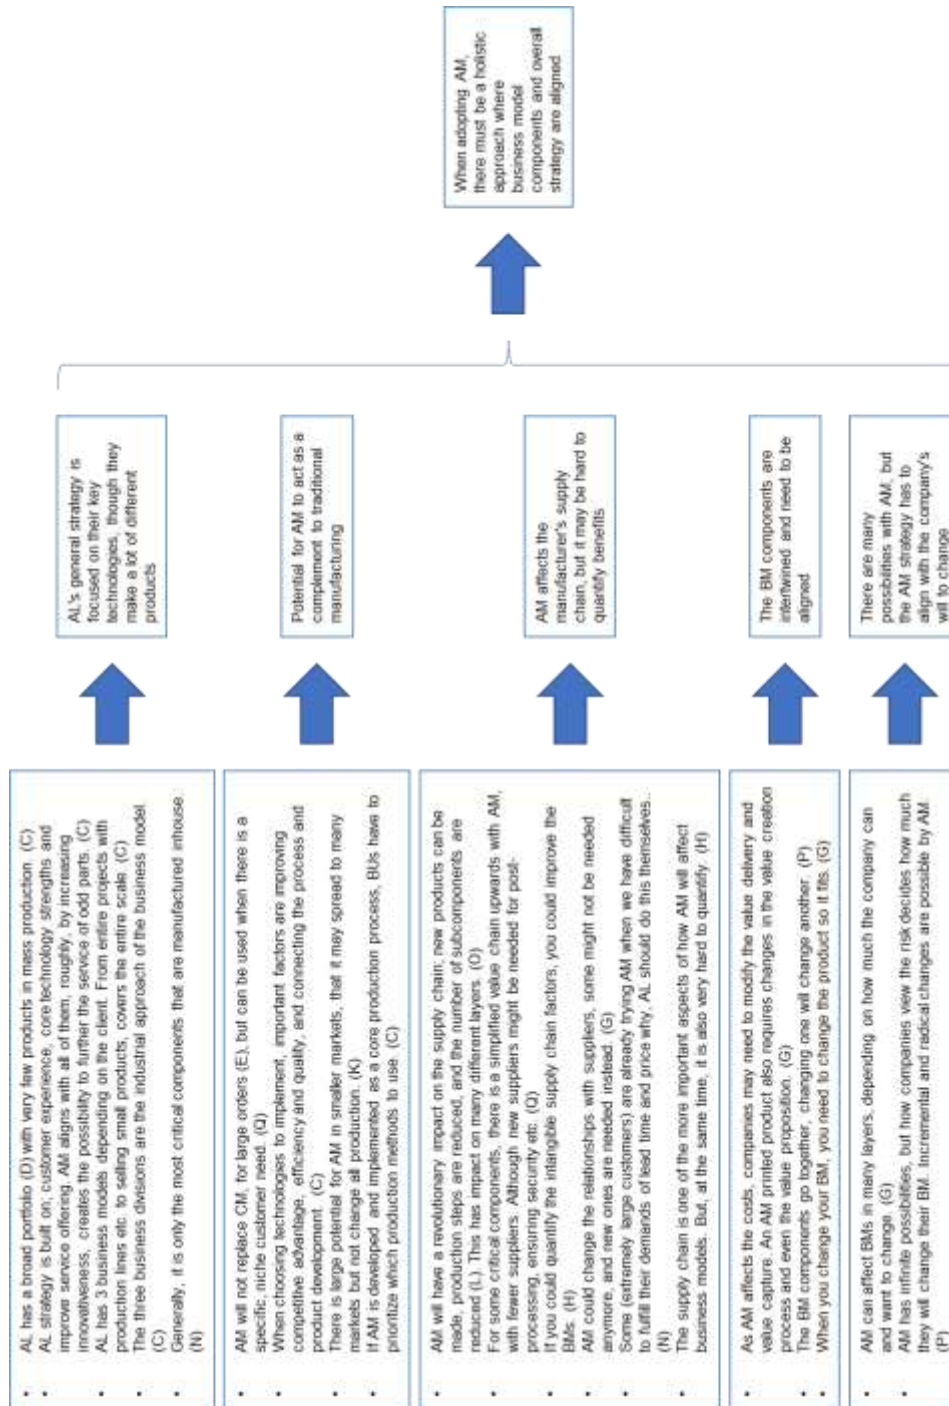 AL has a broad portfolio (D) with very few products in mass production. (C)
AL strategy is built on; customer experience, core technology strengths and
improve service offering. AM aligns with all of them, roughly, by increasing
innovativeness, creates the possibility to further the service of odd parts. (C)
AL has 3 business models depending on the client. From entire projects with
production lines etc. to selling small products, covers the entire scale. (C)
The three business divisions are the industrial approach of the business model.
(C)
Generally, it is only the most critical components that are manufactured inhouse.
(N)
AL's general strategy is
focused on their key
technologies, though they
make a lot of different
products
AM will not replace CM, for large orders (E), but can be used when there is a
specific, niche customer need. (Q)
When choosing technologies to implement, important factors are improving
competitive advantage, efficiency and quality, and connecting the process and
product development. (C)
There is large potential for AM in smaller markets, that it may spread to many
markets but not change all production. (K)
If AM is developed and implemented as a core production process, BUs have to
prioritize which production methods to use. (C)
Potential for AM to act as a
complement to traditional
manufacturing
AM will have a revolutionary impact on the supply chain; new products can be
made, production steps are reduced, and the number of subcomponents are
reduced (L). This has impact on many different layers. (O)
For some critical components, there is a simplified value chain upwards with AM,
with fewer suppliers. Although new suppliers might be needed for post-
processing, ensuring security etc. (Q)
If you could quantify the intangible supply chain factors, you could improve the
BMs. (H)
AM could change the relationships with suppliers, some might not be needed
anymore, and new ones are needed instead. (G)
Some (extremely large customers) are already trying AM when we have difficult
to fulfill their demands of lead time and price why, AL should do this themselves..
(N)
The supply chain is one of the more important aspects of how AM will affect
business models. But, at the same time, it is also very hard to quantify. (H)
AM affects the
manufacturer's supply
chain, but it may be hard to
quantify benefits
As AM affects the costs, companies may need to modify the value delivery and
value capture. An AM printed product also requires changes in the value creation
process and even the value proposition. (G)
The BM components go together, changing one will change another. (P)
When you change your BM, you need to change the product so it fits. (G)
The BM components are
intertwined and need to be
aligned
AM can affect BMs in many layers, depending on how much the company can
and want to change. (G)
AM has infinite possibilities, but how companies view the risk decides how much
they will change their BM. Incremental and radical changes are possible by AM.
(P)
There are many
possibilities with AM, but
the AM strategy has to
align with the company's
will to change
When adopting AM,
there must be a holistic
approach where
business model
components and overall
strategy are aligned